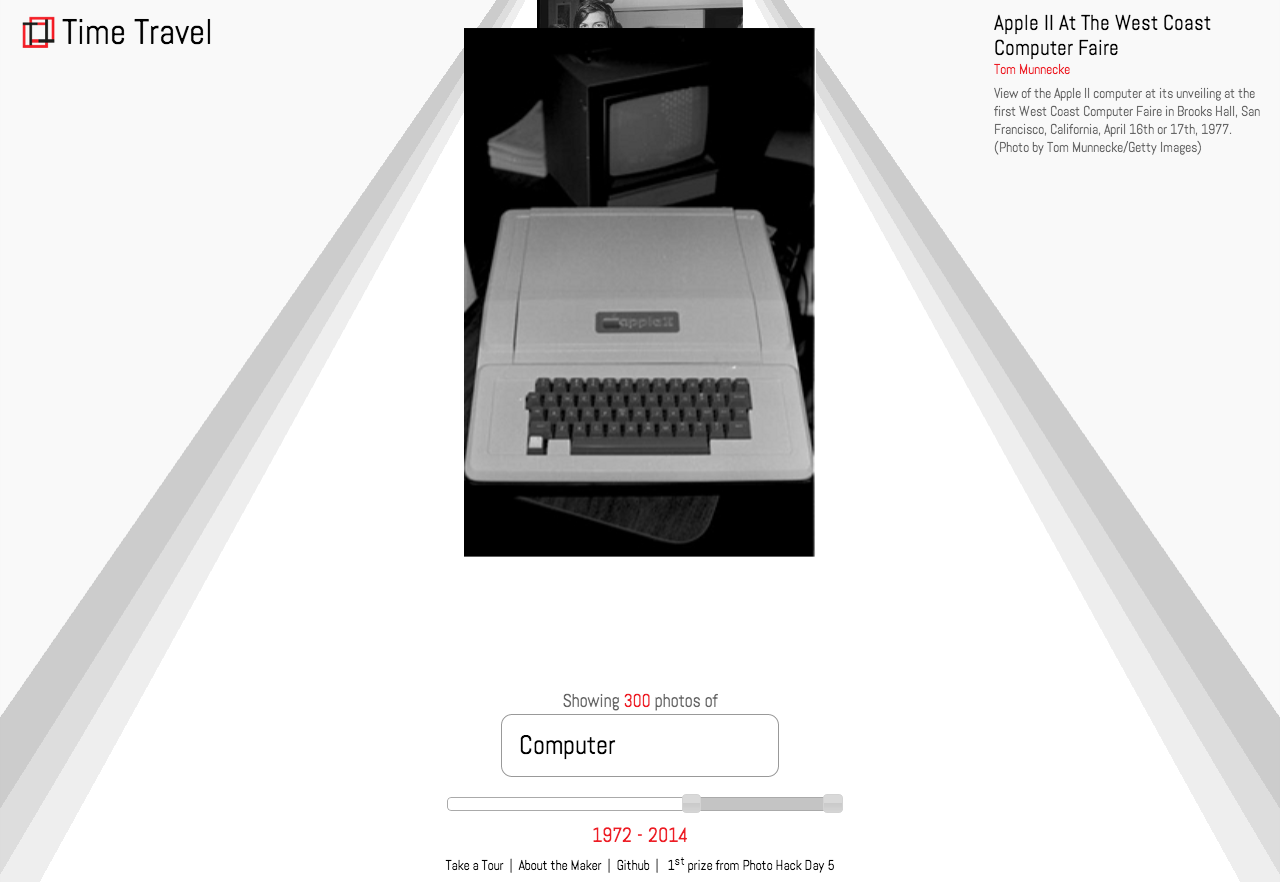 Time Travel
Apple II At The West Coast
Computer Faire
Tom Munnecke
View of the Apple II computer at its unveiling at the
first West Coast Computer Faire in Brooks Hall, San
Francisco, California, April 16th or 17th, 1977.
(Photo by Tom Munnecke/Getty Images)
apple II
Showing 300 photos of
Computer
1972 - 2014
Take a Tour | About the Maker | Github | 1st prize from Photo Hack Day 5